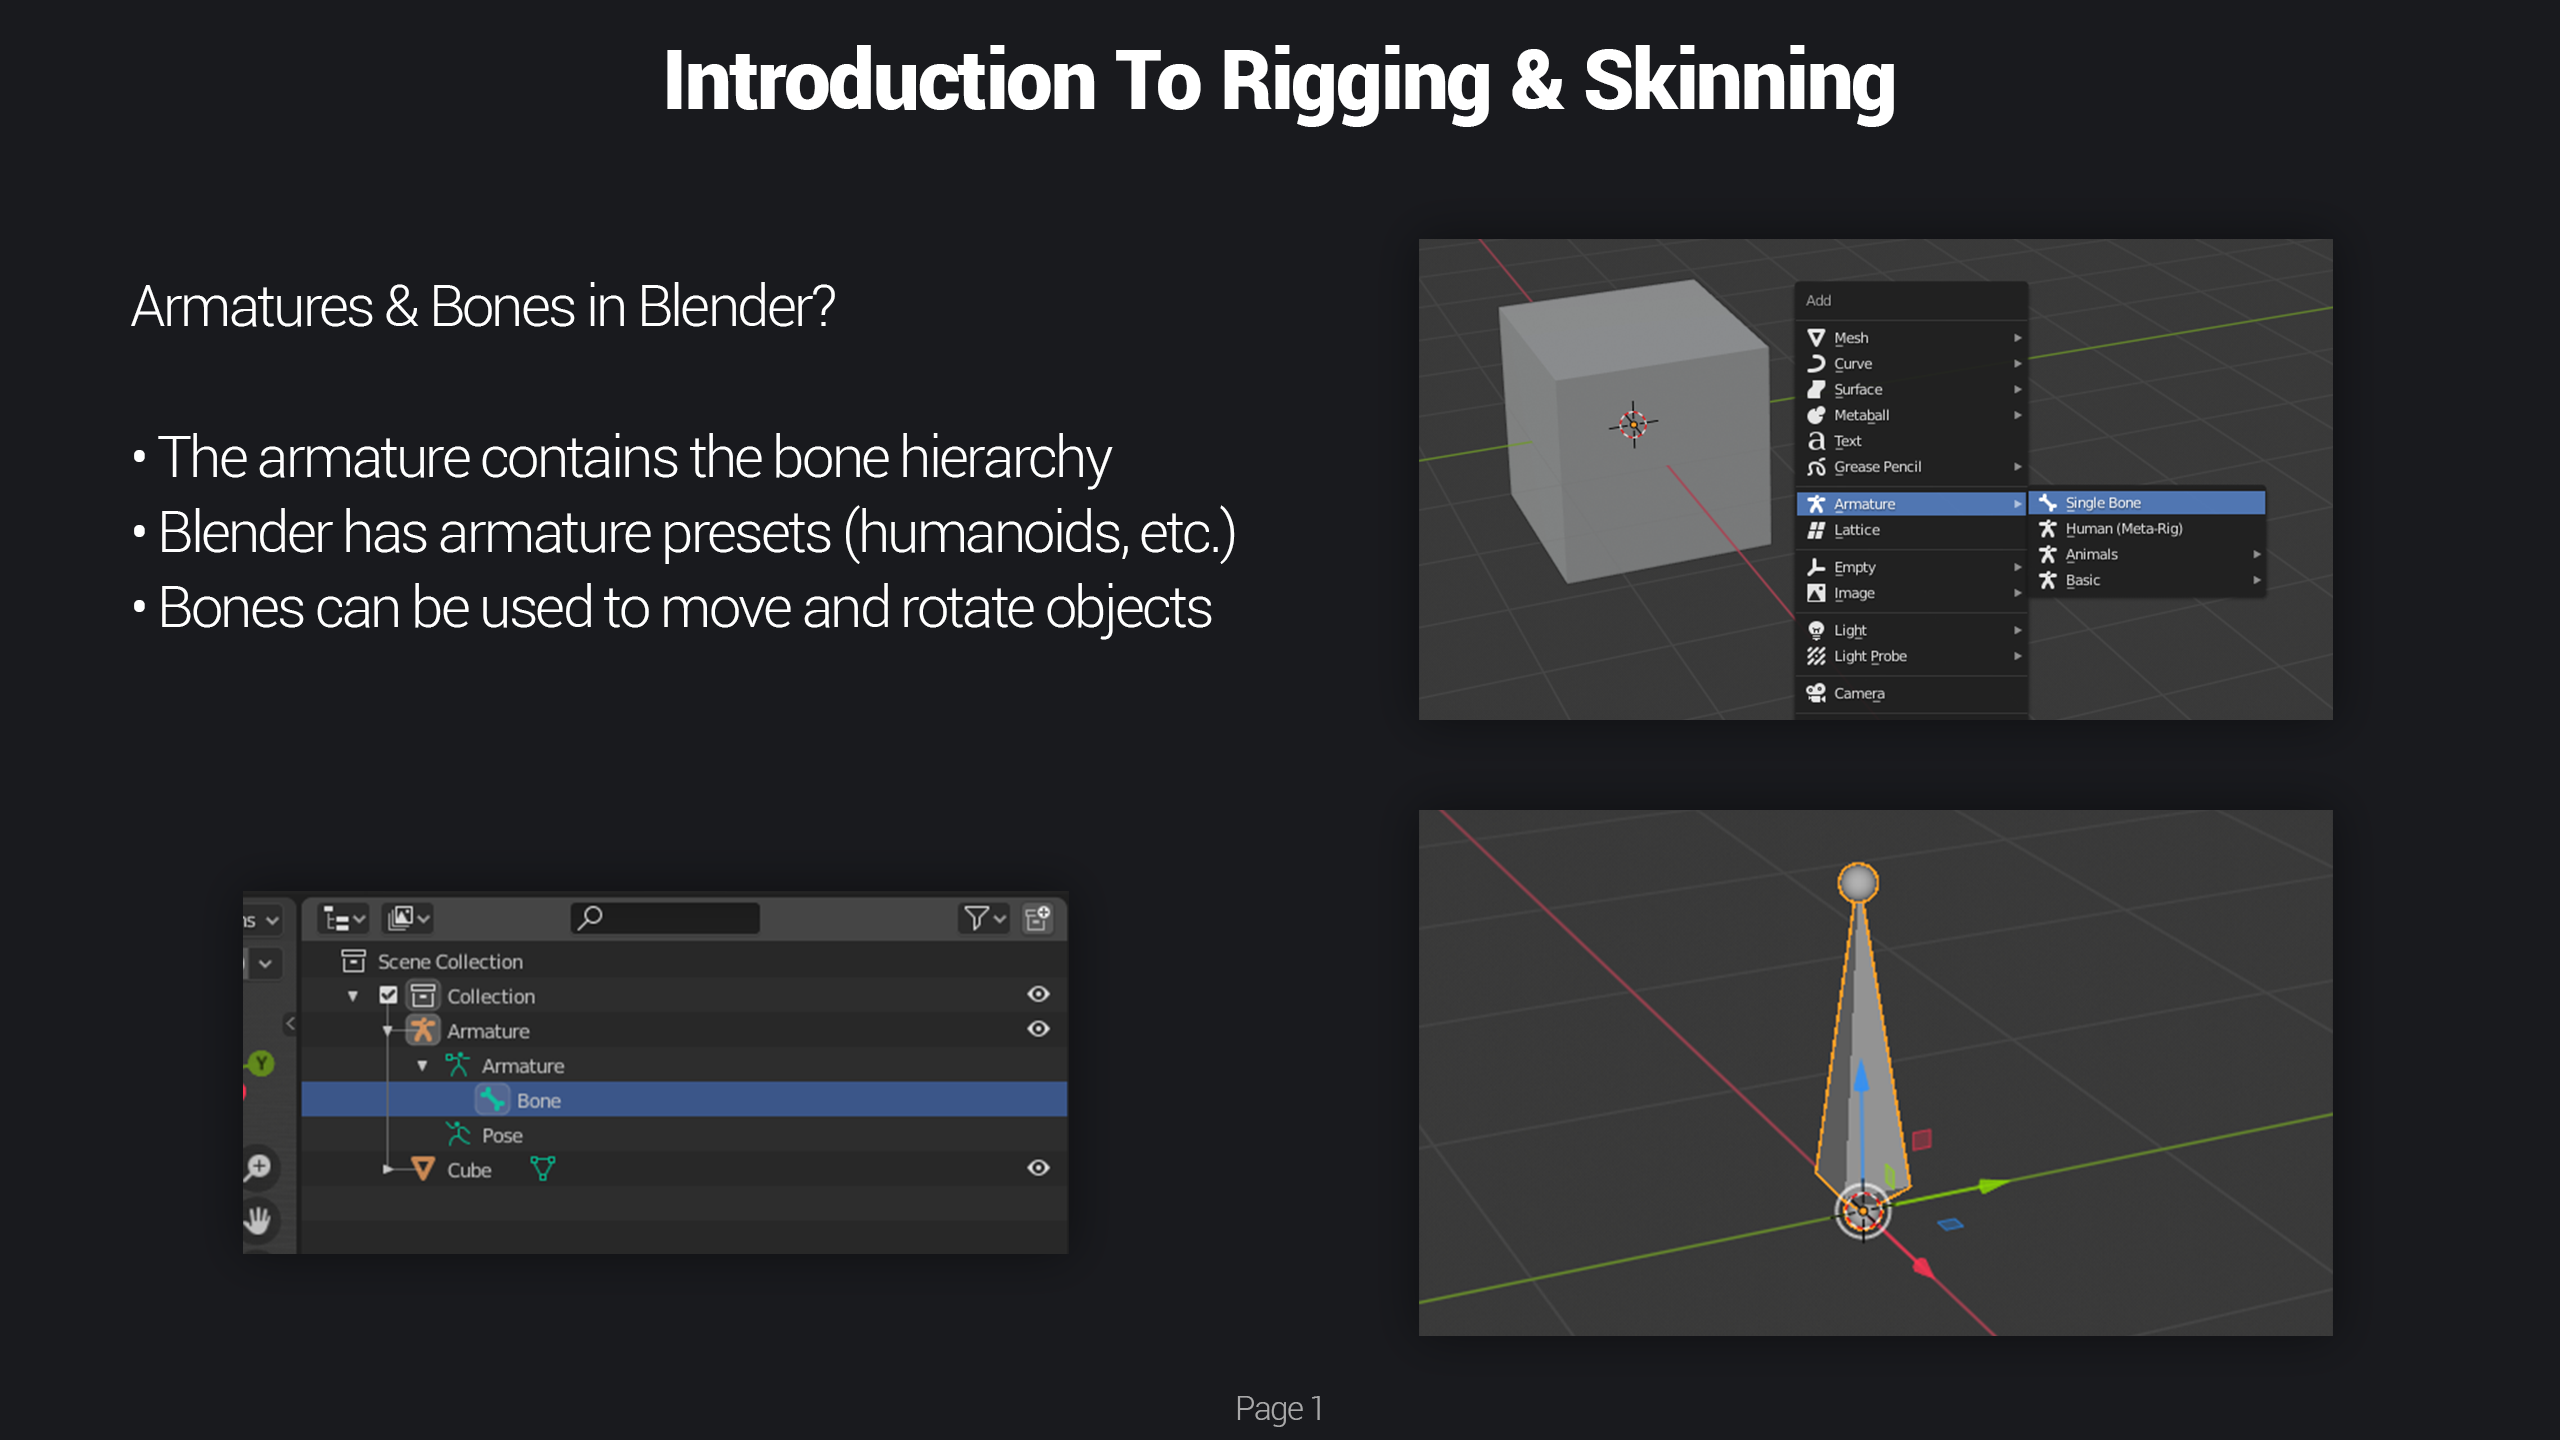 Introduction To Rigging & Skinning
Armatures & Bones in Blender?
• The armature contains the bone hierarchy
• Blender has armature presets (humanoids, etc.)
• Bones can be used to move and rotate objects
Add
Mesh
Curve
Surface
Metaball
Text
Grease Pencil
Armature
Lattice
Empty
Image
Light
Light Probe
Camera
Single Bone
Human (Meta-Rig)
Animals
Basic
Scene Collection
Collection
Armature
Armature
Bone
Pose
Cube
Y
Page 1